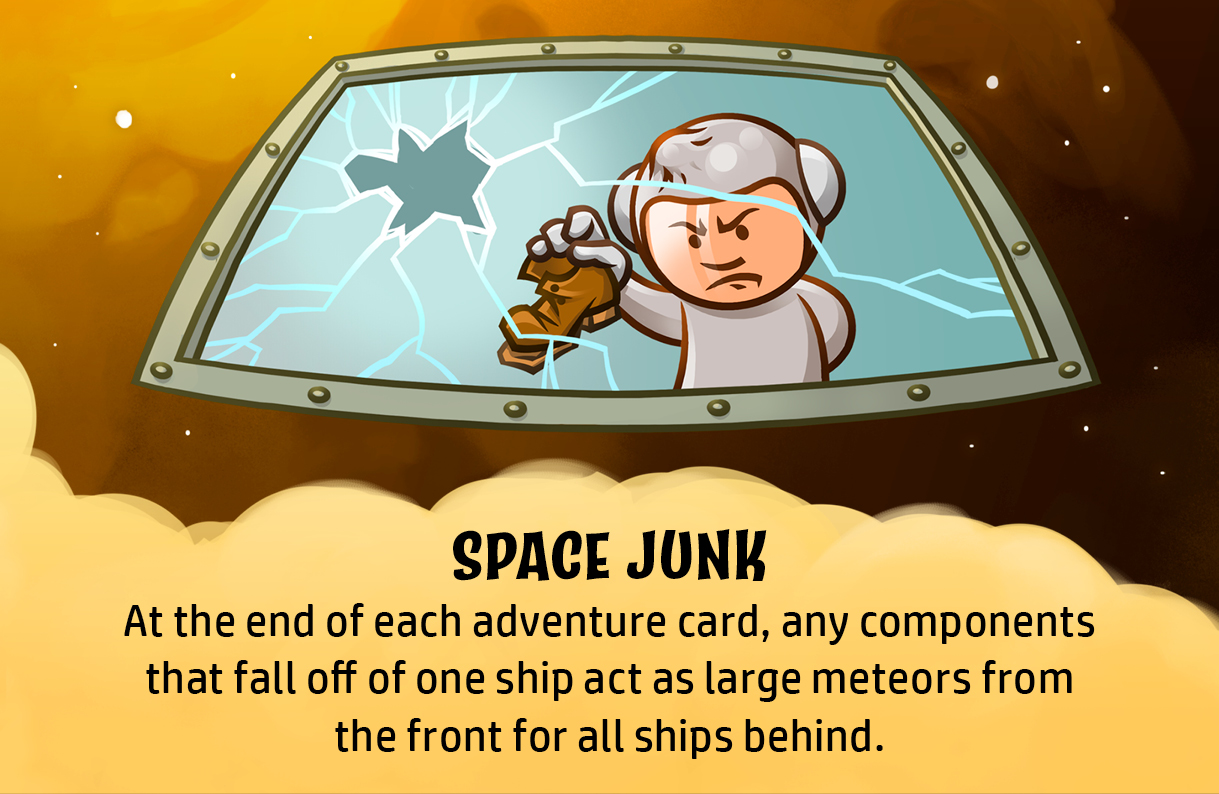 SPACE JUNK
At the end of each adventure card, any components
that fall off of one ship act as large meteors from
the front for all ships behind.